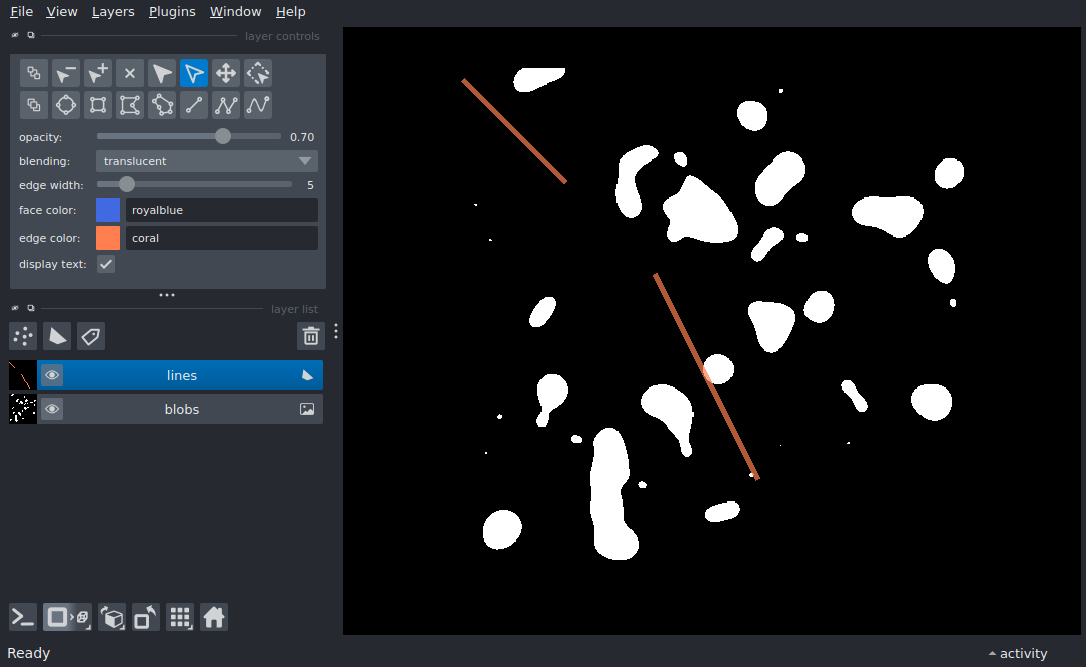 File View Layers Plugins Window Help
layer controls
opacity: 0.70
blending: translucent
edge width: 5
face color: royalblue
edge color: coral
display text:
layer list
lines
blobs
Ready
activity